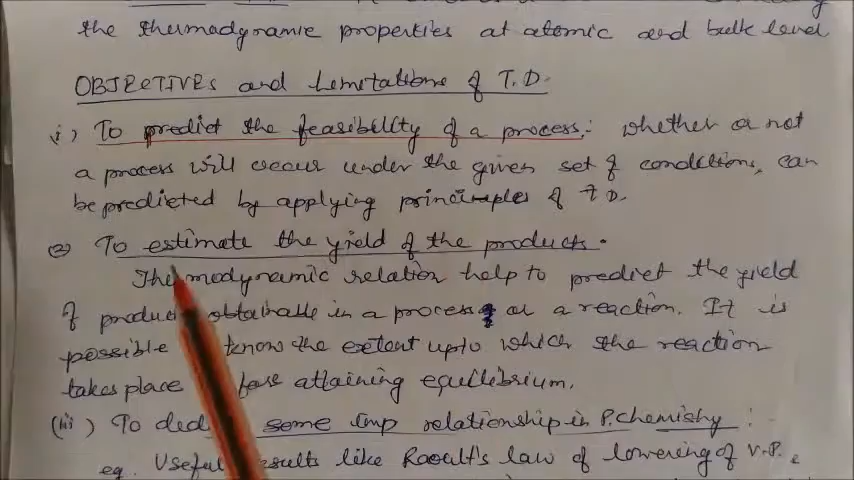 the thermodynamic properties at atomic and bulk level
OBJECTIVES and Limitations of T.D.
(i) To predict the feasibility of a process: whether or not
a process will occur under the given set of conditions, can
be predicted by applying principles of T.D.
(2) To estimate the yield of the products.
Thermodynamic relation help to predict the yield
of produc obtainable in a process or a reaction. It is
possible know the extent upto which the reaction
takes place attaining equilibrium.
(iii) To ded some Imp relationship in P.chemistry :
eg. Useful results like Raoult's law of lowering of V.P.